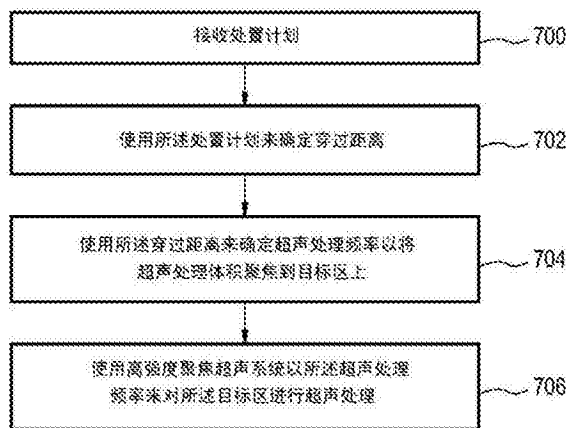 接收处置计划
700
使用所述处置计划来确定穿过距离
702
使用所述穿过距离来确定超声处理频率以将
超声处理体积聚焦到目标区上
704
使用高强度聚焦超声系统以所述超声处理
频率来对所述目标区进行超声处理
706